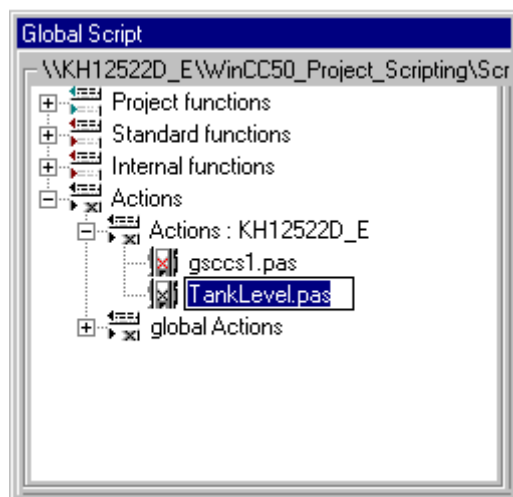 Global Script
\\KH12522D_E\WinCC50_Project_Scripting\Scr
Project functions
Standard functions
Internal functions
Actions
Actions : KH12522D_E
gsccs1.pas
TankLevel.pas
global Actions